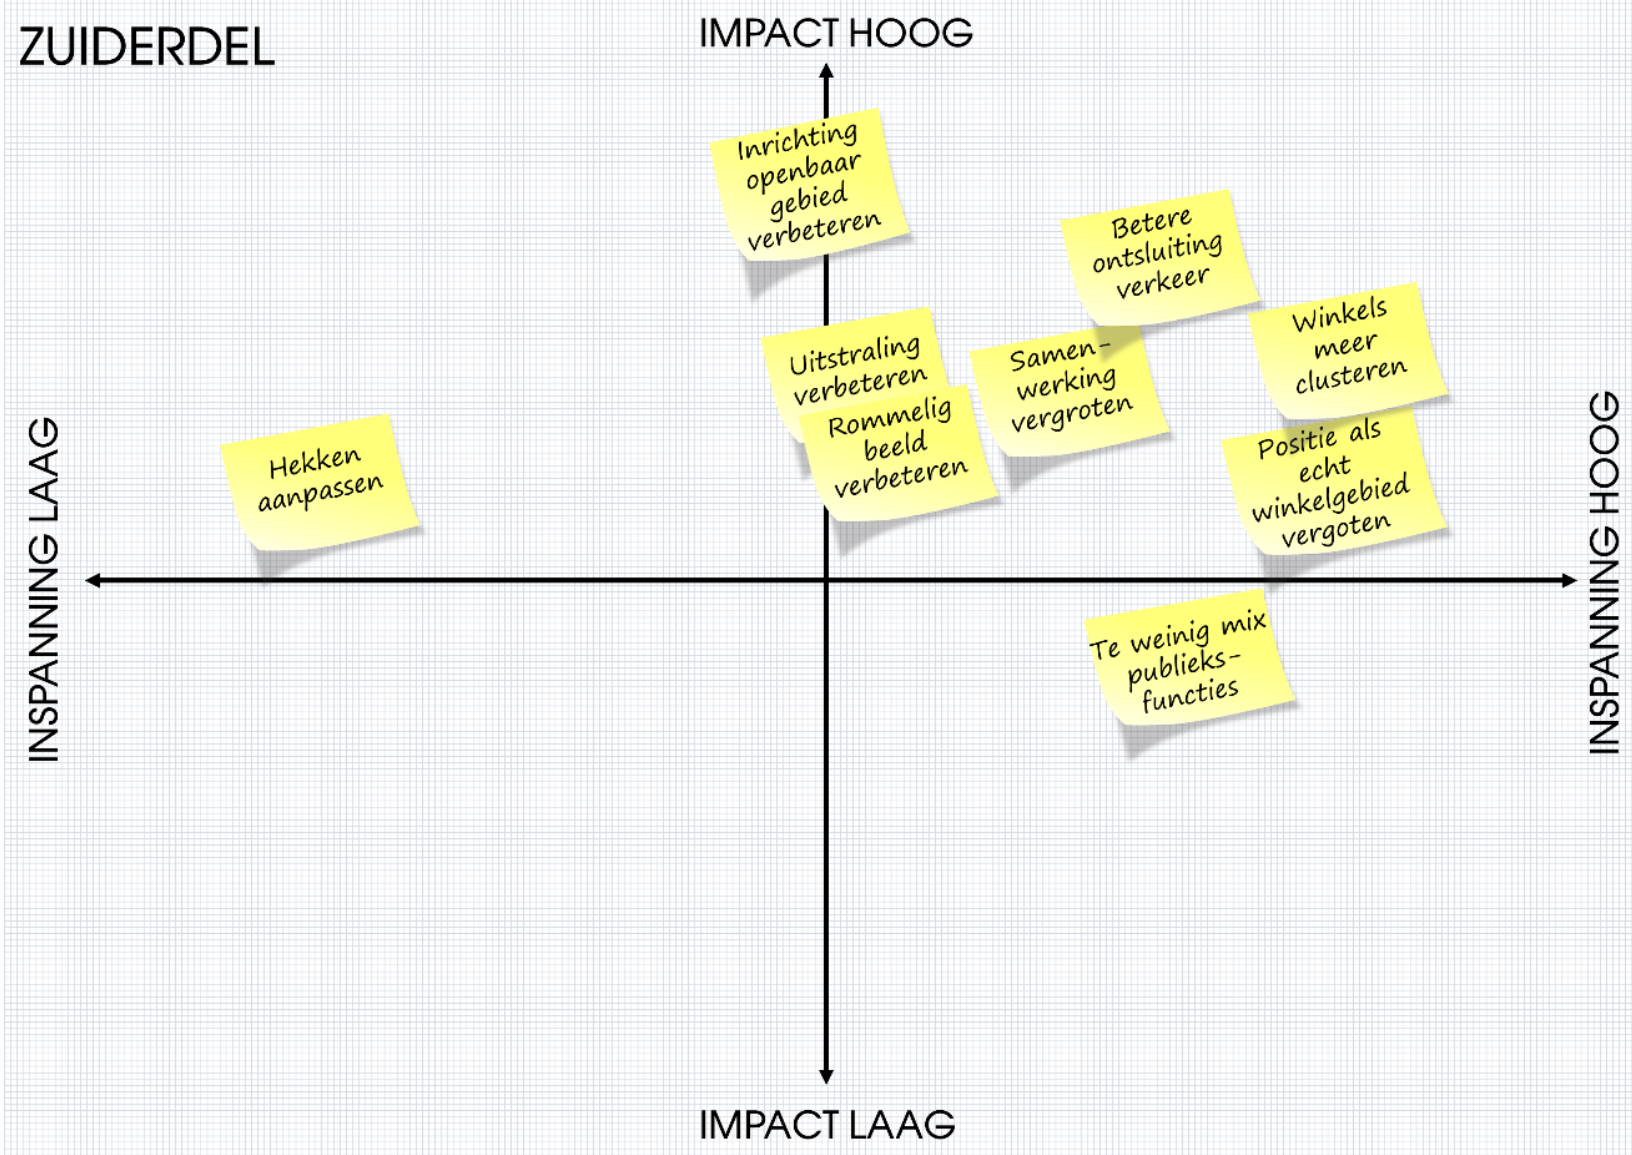 ZUIDERDEL
IMPACT HOOG
Inrichting
openbaar
gebied
verbeteren
Betere
ontsluiting
verkeer
Winkels
meer
clusteren
Uitstraling
verbeteren
Samen-
werking
vergroten
Rommelig
beeld
verbeteren
Hekken
aanpassen
Positie als
echt
winkelgebied
vergoten
INSPANNING LAAG
INSPANNING HOOG
Te weinig mix
publieks-
functies
IMPACT LAAG